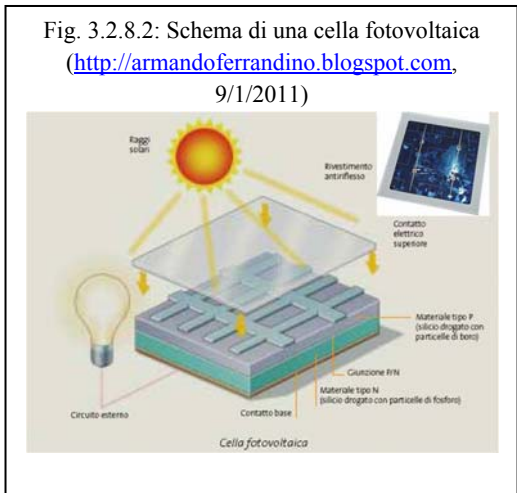 Fig. 3.2.8.2: Schema di una cella fotovoltaica
(http://armandoferrandino.blogspot.com,
9/1/2011)
Raggi
solari
Rivestimento
antiriflesso
Contatto
elettrico
superiore
Materiale tipo P
(silicio drogato con
particelle di boro)
Giunzione P/N
Materiale tipo N
(silicio drogato con particelle di fosforo)
Contatto base
Circuito esterno
Cella fotovoltaica